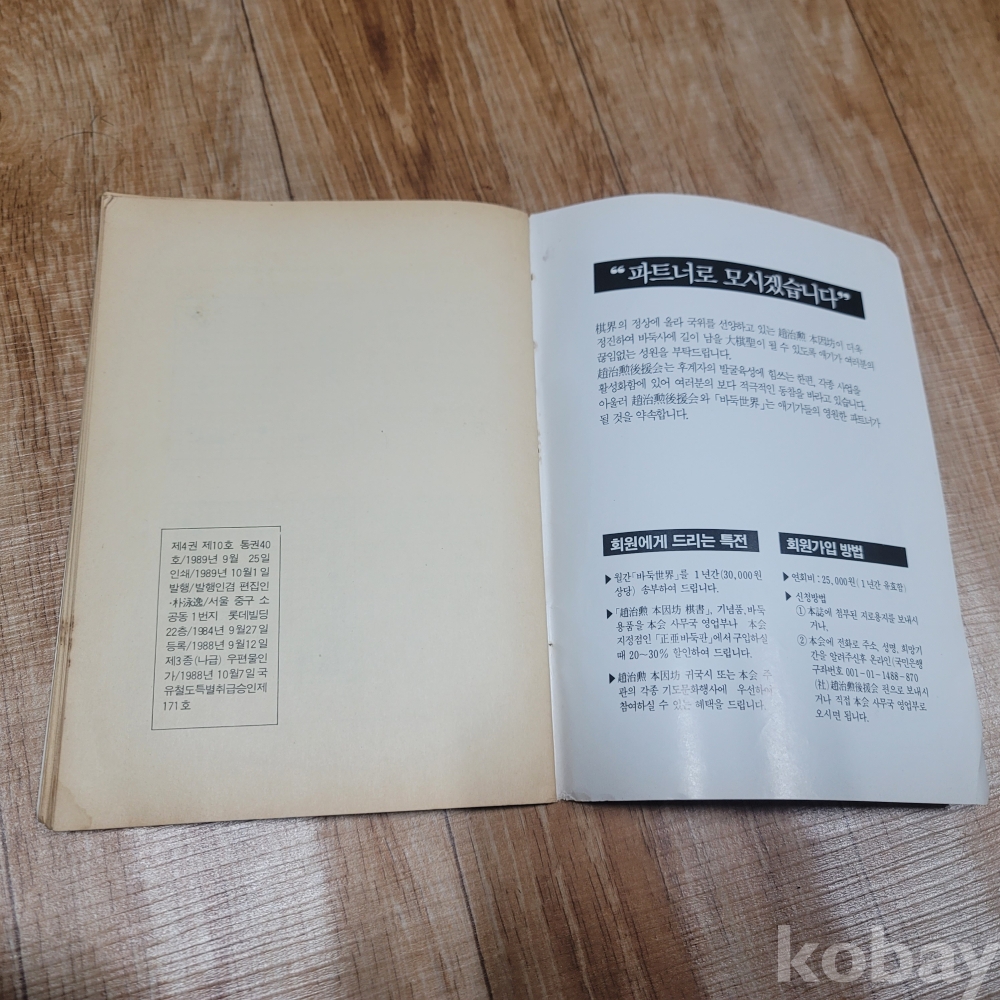 제4권 제10호 통권40
호/1989년 9월 25일
인쇄/1989년 10월1일
발행/발행인겸 편집인
·朴泳逸/서울 중구 소
공동 1번지 롯데빌딩
22층/1984년 9월27일
등록/1988년 9월12일
제3종(나급) 우편물인
가/1988년 10월7일 국
유철도특별취급승인제
171호
“파트너로 모시겠습니다”
棋界의 정상에 올라 국위를 선양하고 있는 趙治勲 本因坊이 더욱
정진하여 바둑사에 길이 남을 大棋聖이 될 수 있도록 애기가 여러분의
끊임없는 성원을 부탁드립니다.
趙治勲後援会는 후계자의 발굴육성에 힘쓰는 한편, 각종 사업을
활성화함에 있어 여러분의 보다 적극적인 동참을 바라고 있습니다.
아울러 趙治勲後援会와 「바둑世界」는 애기가들의 영원한 파트너가
될 것을 약속합니다.
회원에게 드리는 특전
▶월간「바둑世界」를 1년간(30,000원
상당) 송부하여 드립니다.
▶「趙治勲 本因坊 棋書」, 기념품, 바둑
용품을 本会 사무국 영업부나 本会
지정점인 「正亜바둑판」에서 구입하실
때 20–30% 할인하여 드립니다.
▶趙治勲 本因坊 귀국시 또는 本会 주
관의 각종 기도문화행사에 우선하여
참여하실 수 있는 혜택을 드립니다.
회원가입 방법
▶연회비 : 25,000원(1년간 유효함)
▶신청방법
①本誌에 첨부된 지로용지를 보내시
거나,
②本会에 전화로 주소, 성명, 희망기
간을 알려주신후 온라인(국민은행
구좌번호 001-01-1488-870
(社)趙治勲後援会 앞으로 보내시
거나 직접 本会 사무국 영업부로
오시면 됩니다.
kobay